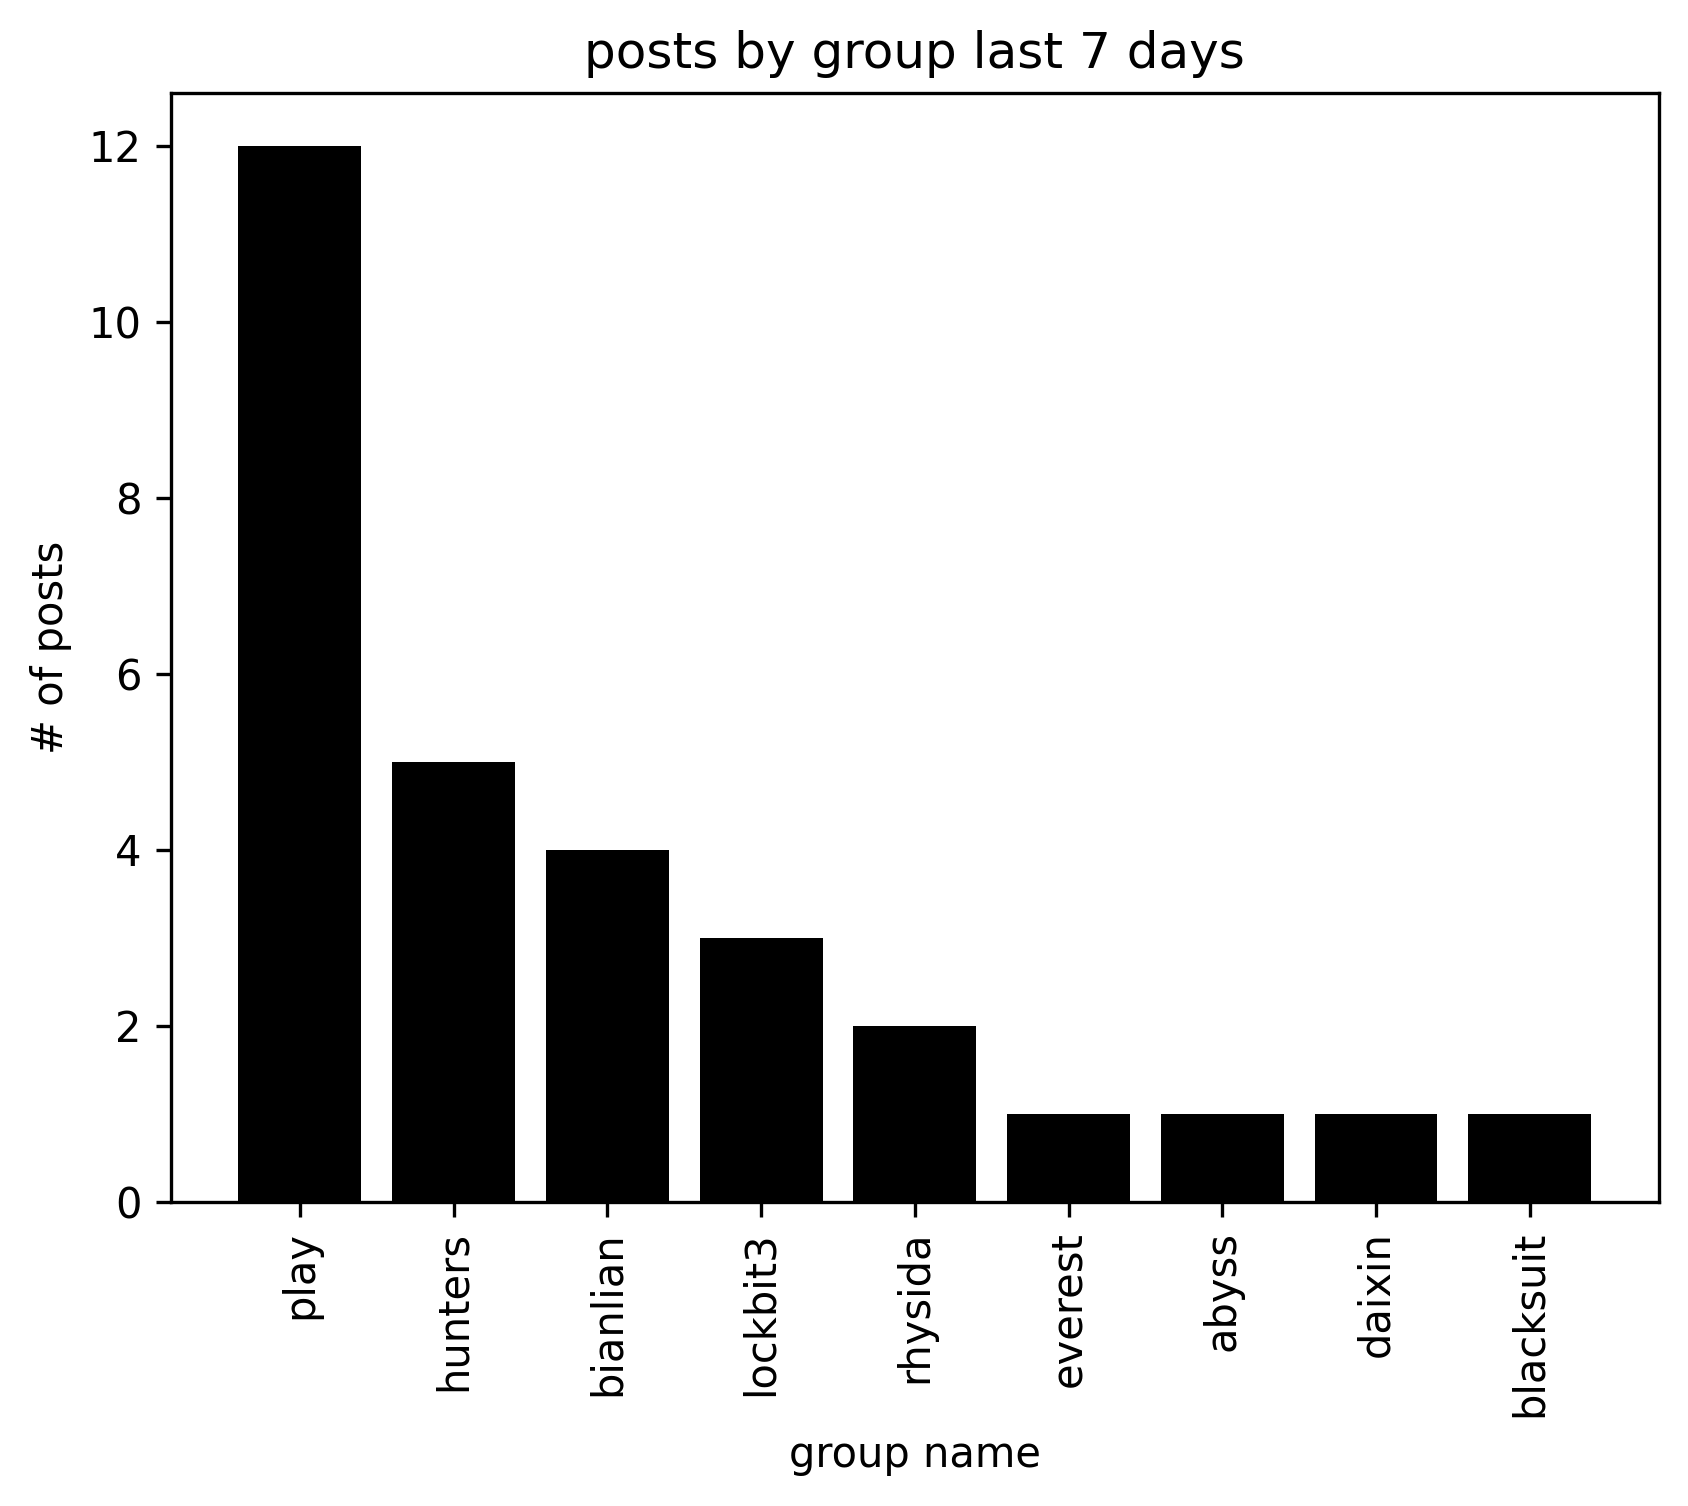 posts by group last 7 days
12
10
8
6
4
2
0
# of posts
play
hunters
bianlian
lockbit3
rhysida
everest
abyss
daixin
blacksuit
group name